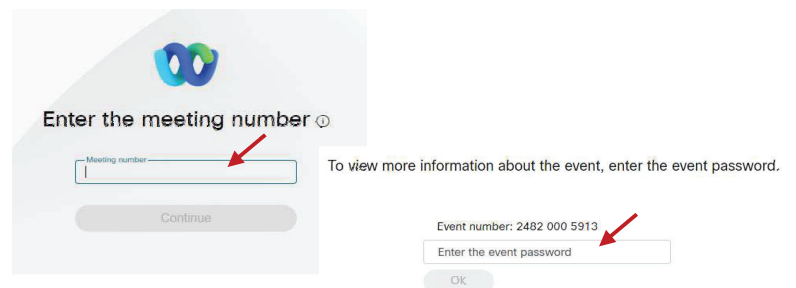 Enter the meeting number
Meeting number
Continue
To view more information about the event, enter the event password.
Event number: 2482 000 5913
Enter the event password
OK